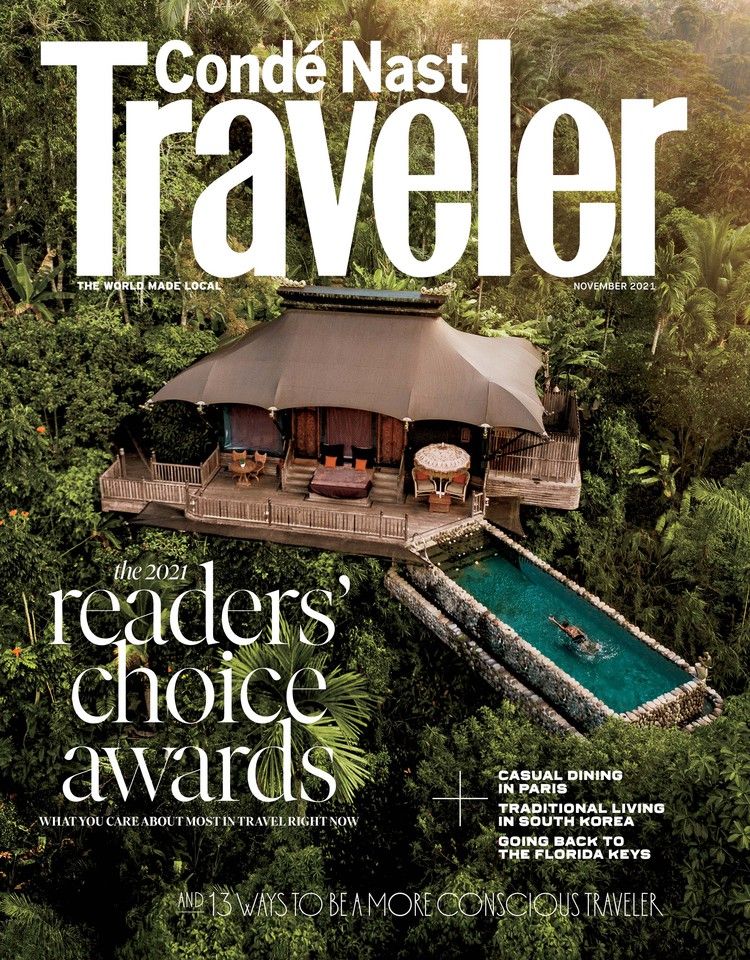 Condé Nast
Traveler
THE WORLD MADE LOCAL
NOVEMBER 2021
the 2021
readers'
choice
awards
WHAT YOU CARE ABOUT MOST IN TRAVEL RIGHT NOW
+
CASUAL DINING
IN PARIS
TRADITIONAL LIVING
IN SOUTH KOREA
GOING BACK TO
THE FLORIDA KEYS
AND 13 WAYS TO BE A MORE CONSCIOUS TRAVELER